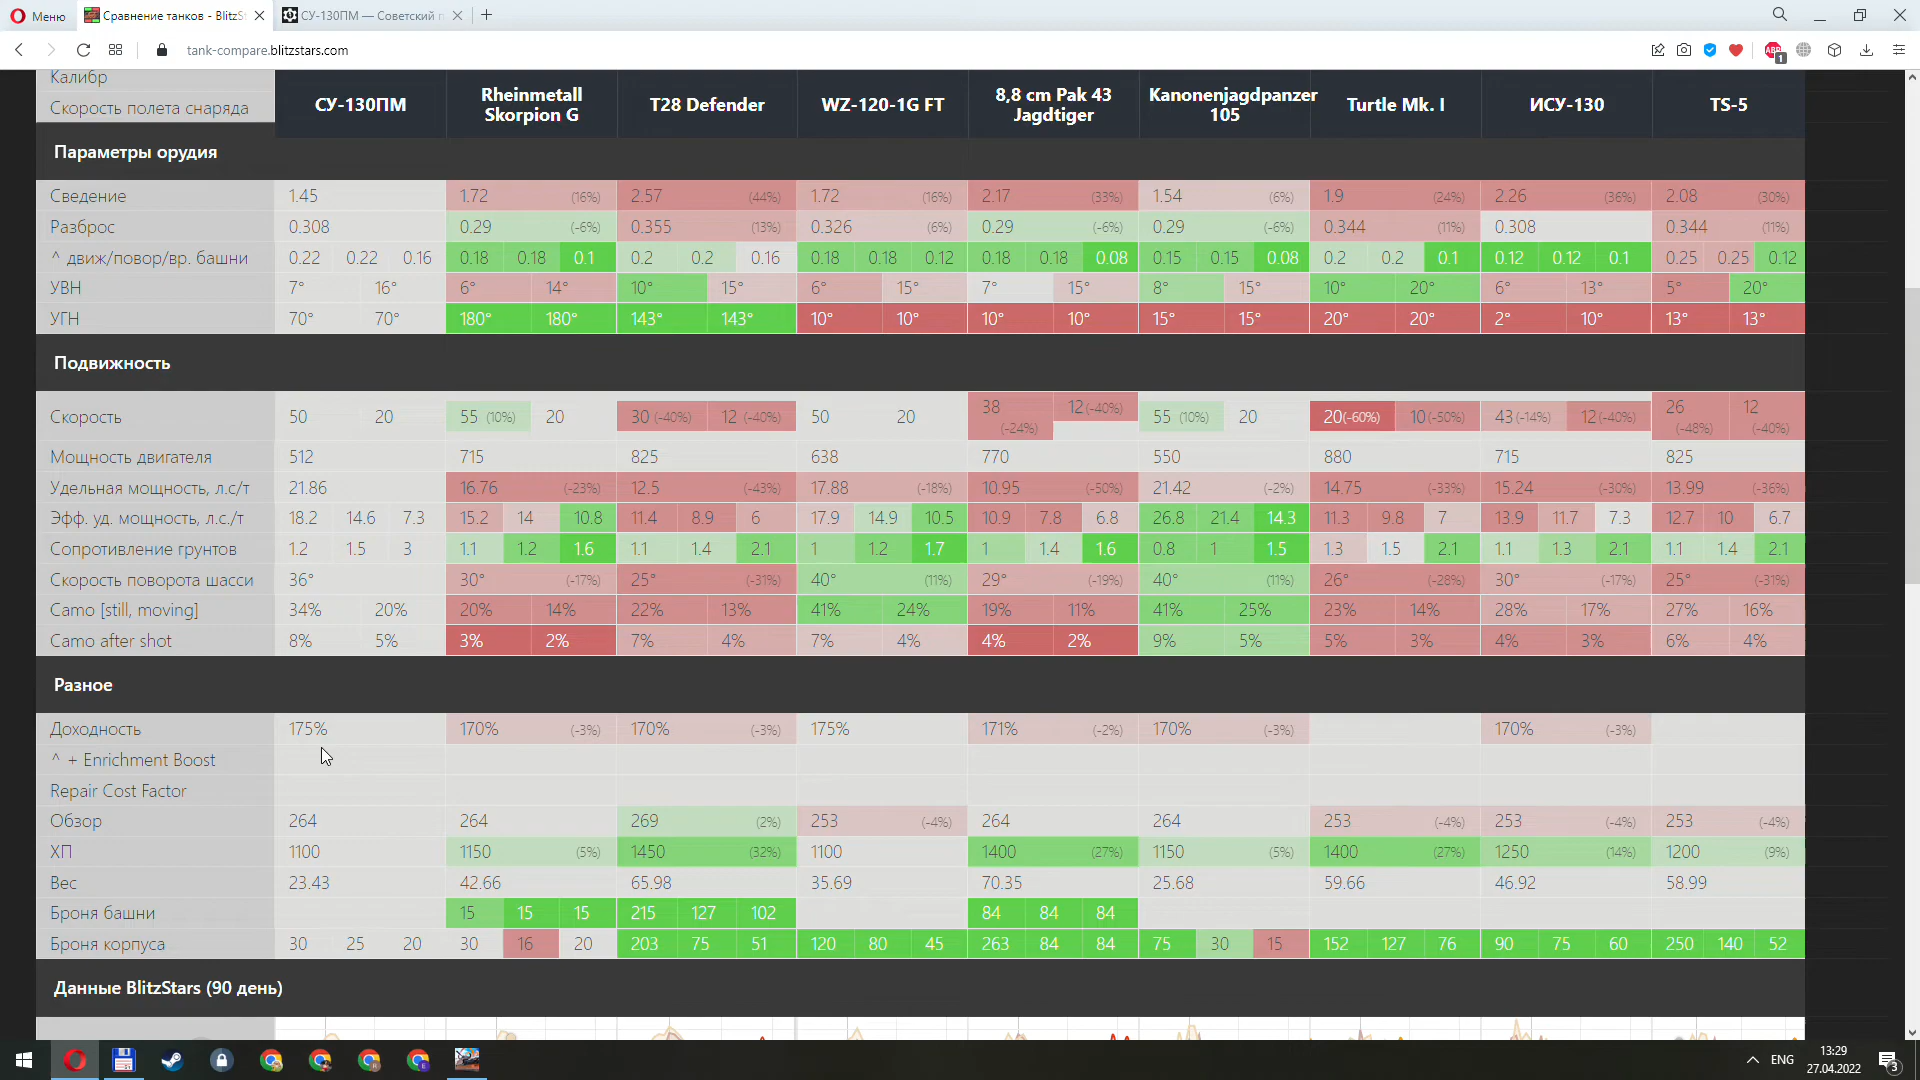 Меню
Сравнение танков - BlitzSt
СУ-130ПМ — Советский г
tank-compare.blitzstars.com
ABP
1
Калибр
Скорость полета снаряда
СУ-130ПМ
Rheinmetall Skorpion G
T28 Defender
WZ-120-1G FT
8,8 cm Pak 43 Jagdtiger
Kanonenjagdpanzer 105
Turtle Mk. I
ИСУ-130
TS-5
Параметры орудия
Сведение 1.45 1.72 (16%) 2.57 (44%) 1.72 (16%) 2.17 (33%) 1.54 (6%) 1.9 (24%) 2.26 (36%) 2.08 (30%)
Разброс 0.308 0.29 (-6%) 0.355 (13%) 0.326 (6%) 0.29 (-6%) 0.29 (-6%) 0.344 (11%) 0.308 0.344 (11%)
^ движ/повор/вр. башни 0.22 0.22 0.16 0.18 0.18 0.1 0.2 0.2 0.16 0.18 0.18 0.12 0.18 0.18 0.08 0.15 0.15 0.08 0.2 0.2 0.1 0.12 0.12 0.1 0.25 0.25 0.12
УВН 7° 16° 6° 14° 10° 15° 6° 15° 7° 15° 8° 15° 10° 20° 6° 13° 5° 20°
УГН 70° 70° 180° 180° 143° 143° 10° 10° 10° 10° 15° 15° 20° 20° 2° 10° 13° 13°
Подвижность
Скорость 50 20 55 (10%) 20 30 (-40%) 12 (-40%) 50 20 38 (-24%) 12 (-40%) 55 (10%) 20 20 (-60%) 10 (-50%) 43 (-14%) 12 (-40%) 26 (-48%) 12 (-40%)
Мощность двигателя 512 715 825 638 770 550 880 715 825
Удельная мощность, л.с/т 21.86 16.76 (-23%) 12.5 (-43%) 17.88 (-18%) 10.95 (-50%) 21.42 (-2%) 14.75 (-33%) 15.24 (-30%) 13.99 (-36%)
Эфф. уд. мощность, л.с./т 18.2 14.6 7.3 15.2 14 10.8 11.4 8.9 6 17.9 14.9 10.5 10.9 7.8 6.8 26.8 21.4 14.3 11.3 9.8 7 13.9 11.7 7.3 12.7 10 6.7
Сопротивление грунтов 1.2 1.5 3 1.1 1.2 1.6 1.1 1.4 2.1 1 1.2 1.7 1 1.4 1.6 0.8 1 1.5 1.3 1.5 2.1 1.1 1.3 2.1 1.1 1.4 2.1
Скорость поворота шасси 36° 30° (-17%) 25° (-31%) 40° (11%) 29° (-19%) 40° (11%) 26° (-28%) 30° (-17%) 25° (-31%)
Camo [still, moving] 34% 20% 20% 14% 22% 13% 41% 24% 19% 11% 41% 25% 23% 14% 28% 17% 27% 16%
Camo after shot 8% 5% 3% 2% 7% 4% 7% 4% 4% 2% 9% 5% 5% 3% 4% 3% 6% 4%
Разное
Доходность 175% 170% (-3%) 170% (-3%) 175% 171% (-2%) 170% (-3%) 170% (-3%)
^ + Enrichment Boost
Repair Cost Factor
Обзор 264 264 269 (2%) 253 (-4%) 264 264 253 (-4%) 253 (-4%) 253 (-4%)
ХП 1100 1150 (5%) 1450 (32%) 1100 1400 (27%) 1150 (5%) 1400 (27%) 1250 (14%) 1200 (9%)
Вес 23.43 42.66 65.98 35.69 70.35 25.68 59.66 46.92 58.99
Броня башни 15 15 15 215 127 102 84 84 84
Броня корпуса 30 25 20 30 16 20 203 75 51 120 80 45 263 84 84 75 30 15 152 127 76 90 75 60 250 140 52
Данные BlitzStars (90 день)
ENG
13:29
27.04.2022
3